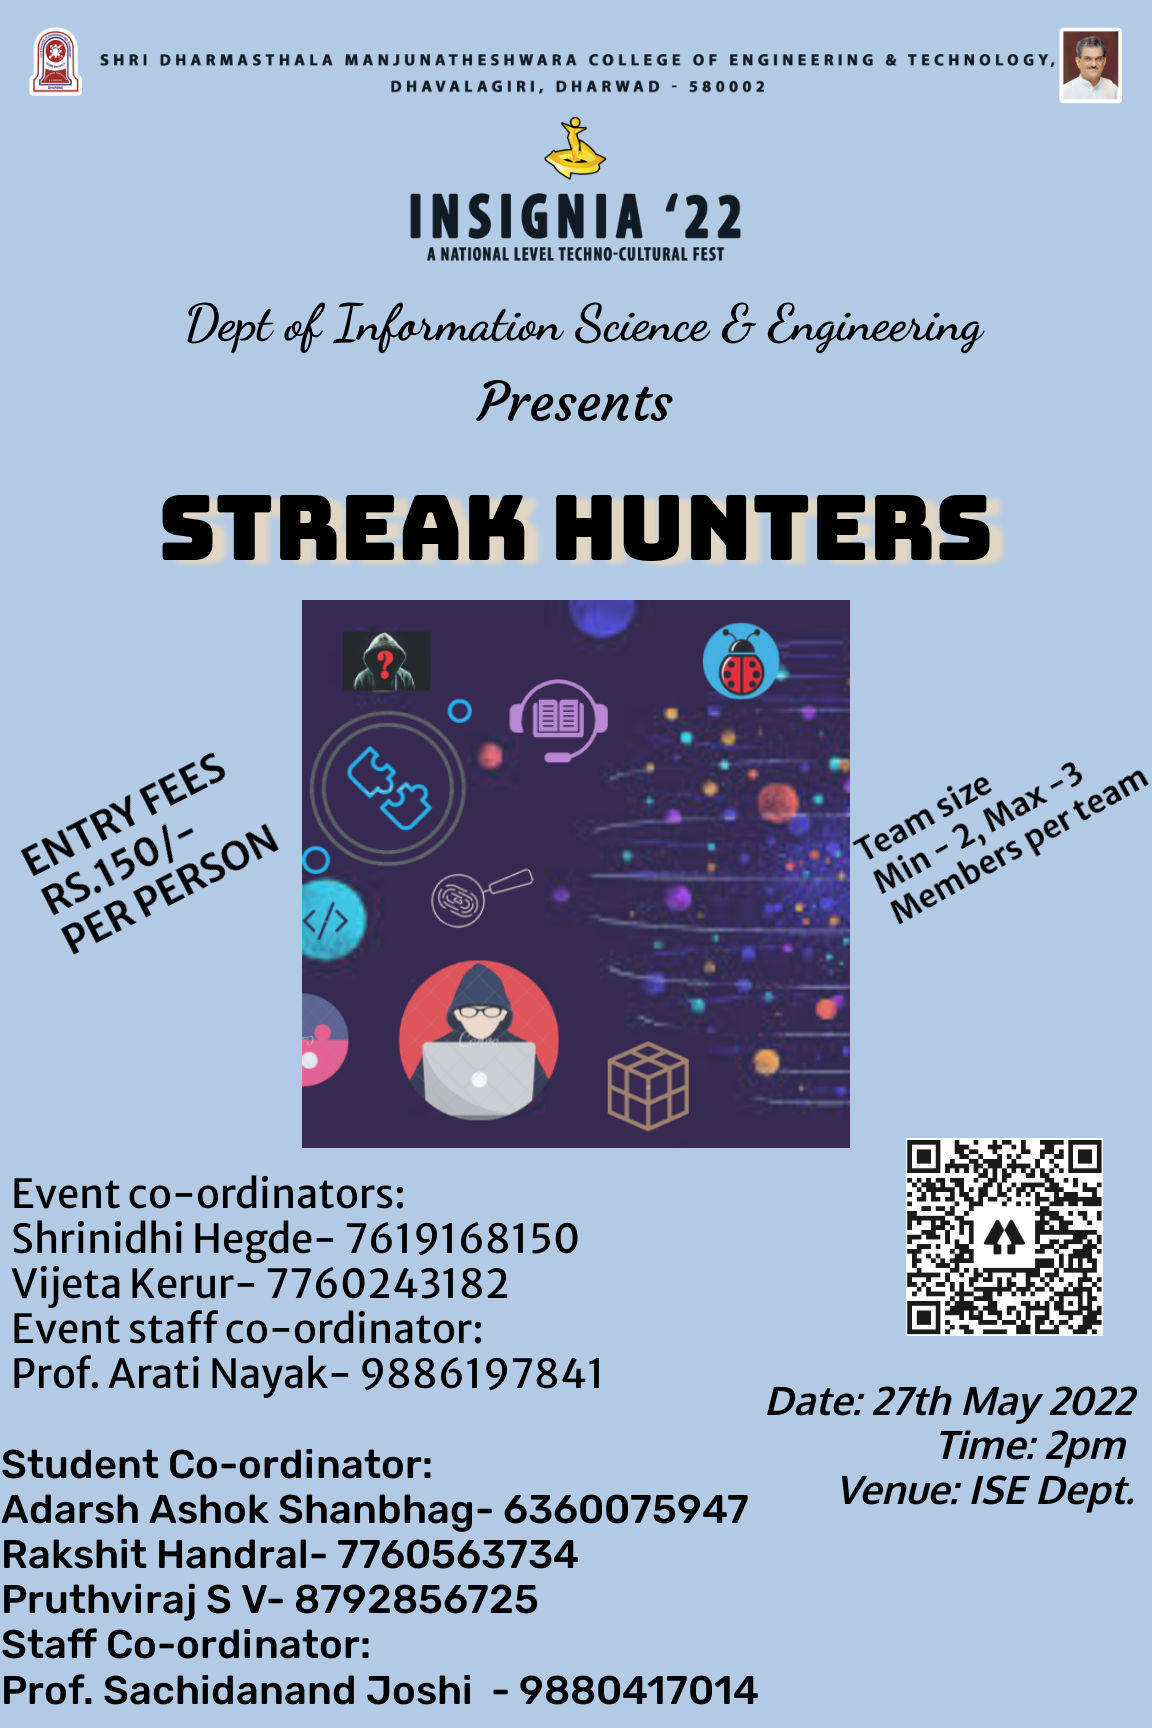 SHRI DHARMASTHALA MANJUNATHESHWARA COLLEGE OF ENGINEERING & TECHNOLOGY,
DHAVALAGIRI, DHARWAD - 580002
INSIGNIA ‘22
A NATIONAL LEVEL TECHNO-CULTURAL FEST
Dept of Information Science & Engineering
Presents
STREAK HUNTERS
?
</>
Canva
ENTRY FEES
RS.150/-
PER PERSON
Team size
Min - 2, Max -3
Members per team
Event co-ordinators:
Shrinidhi Hegde- 7619168150
Vijeta Kerur- 7760243182
Event staff co-ordinator:
Prof. Arati Nayak- 9886197841
Date: 27th May 2022
Time: 2pm
Venue: ISE Dept.
Student Co-ordinator:
Adarsh Ashok Shanbhag- 6360075947
Rakshit Handral- 7760563734
Pruthviraj S V- 8792856725
Staff Co-ordinator:
Prof. Sachidanand Joshi - 9880417014